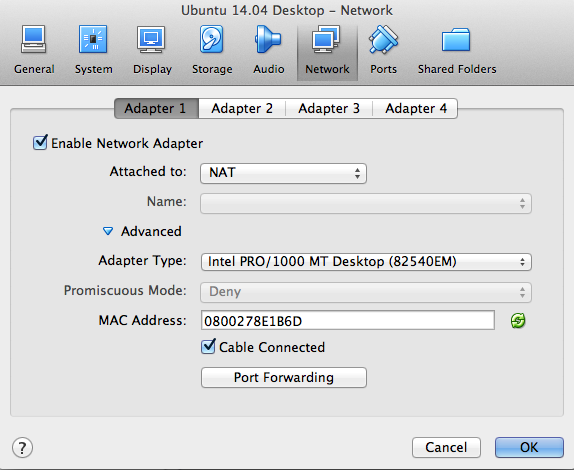 Ubuntu 14.04 Desktop – Network
General System Display Storage Audio Network Ports Shared Folders
Adapter 1 Adapter 2 Adapter 3 Adapter 4
Enable Network Adapter
Attached to: NAT
Name:
Advanced
Adapter Type: Intel PRO/1000 MT Desktop (82540EM)
Promiscuous Mode: Deny
MAC Address: 0800278E1B6D
Cable Connected
Port Forwarding
? Cancel OK